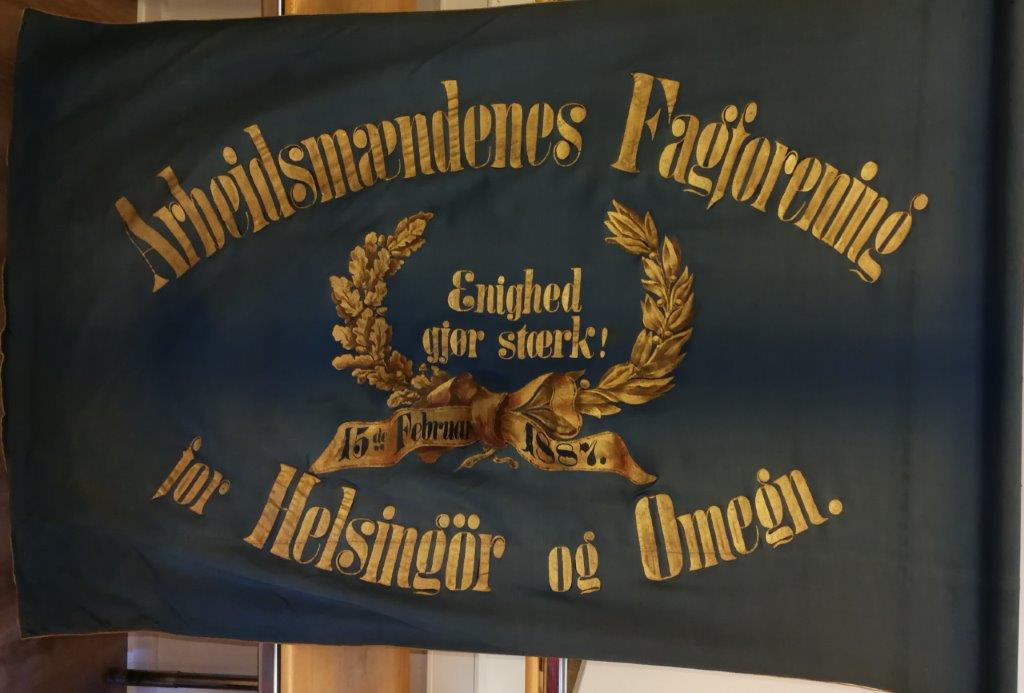 Arbeidsmændenes Fagforening
Enighed
gjør stærk!
15de Februar 1887.
for Helsingör og Omegn.